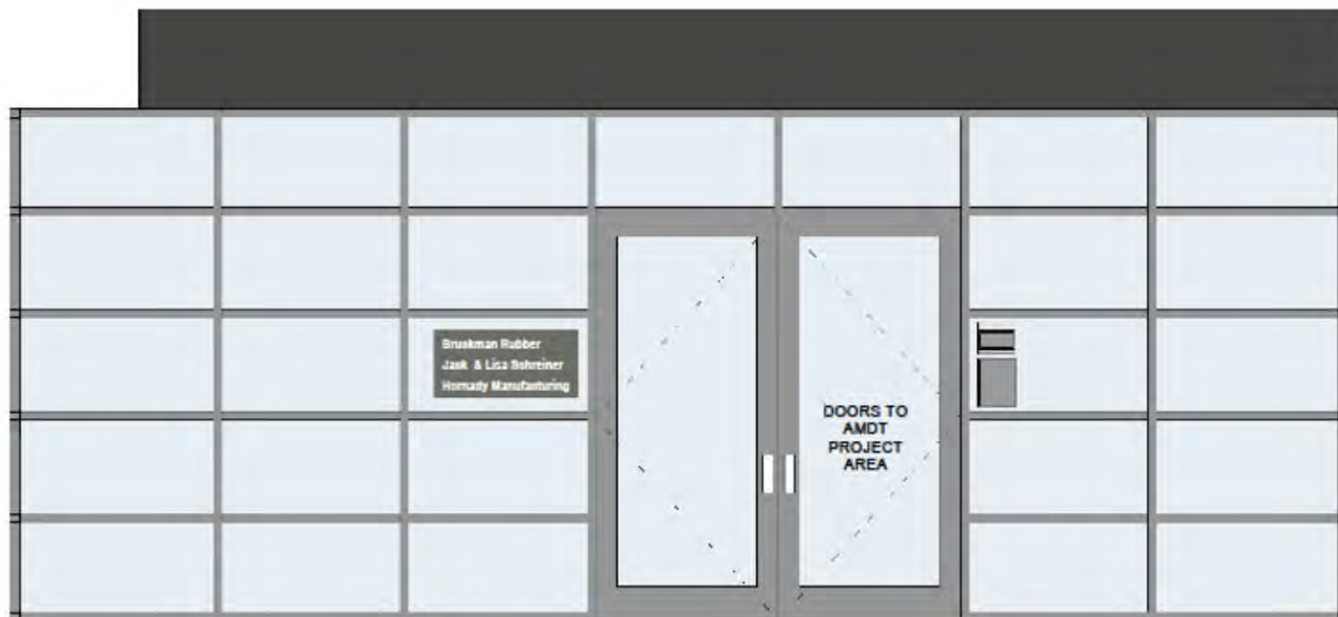 Bruckman Rubber
Jack & Lisa Schreiner
Hornady Manufacturing
DOORS TO
AMDT
PROJECT
AREA